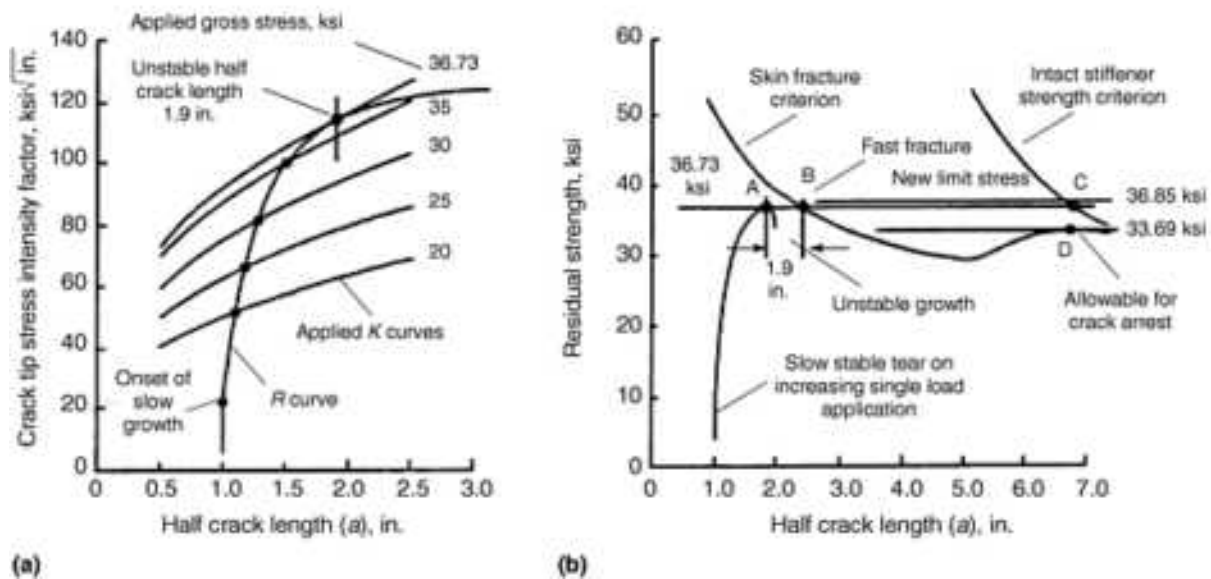 Applied gross stress, ksi
140
120
100
80
60
40
20
0
Crack tip stress intensity factor, ksi√in.
Unstable half
crack length
1.9 in.
36.73
35
30
25
20
Applied K curves
Onset of
slow
growth
R curve
0
0.5
1.0
1.5
2.0
2.5
3.0
Half crack length (a), in.
(a)
60
50
40
30
20
10
0
Residual strength, ksi
Skin fracture
criterion
Intact stiffener
strength criterion
Fast fracture
36.73
ksi
A
B
New limit stress
C
36.85 ksi
33.69 ksi
D
1.9
in.
Unstable growth
Allowable for
crack arrest
Slow stable tear on
increasing single load
application
0
1.0
2.0
3.0
4.0
5.0
6.0
7.0
Half crack length (a), in.
(b)